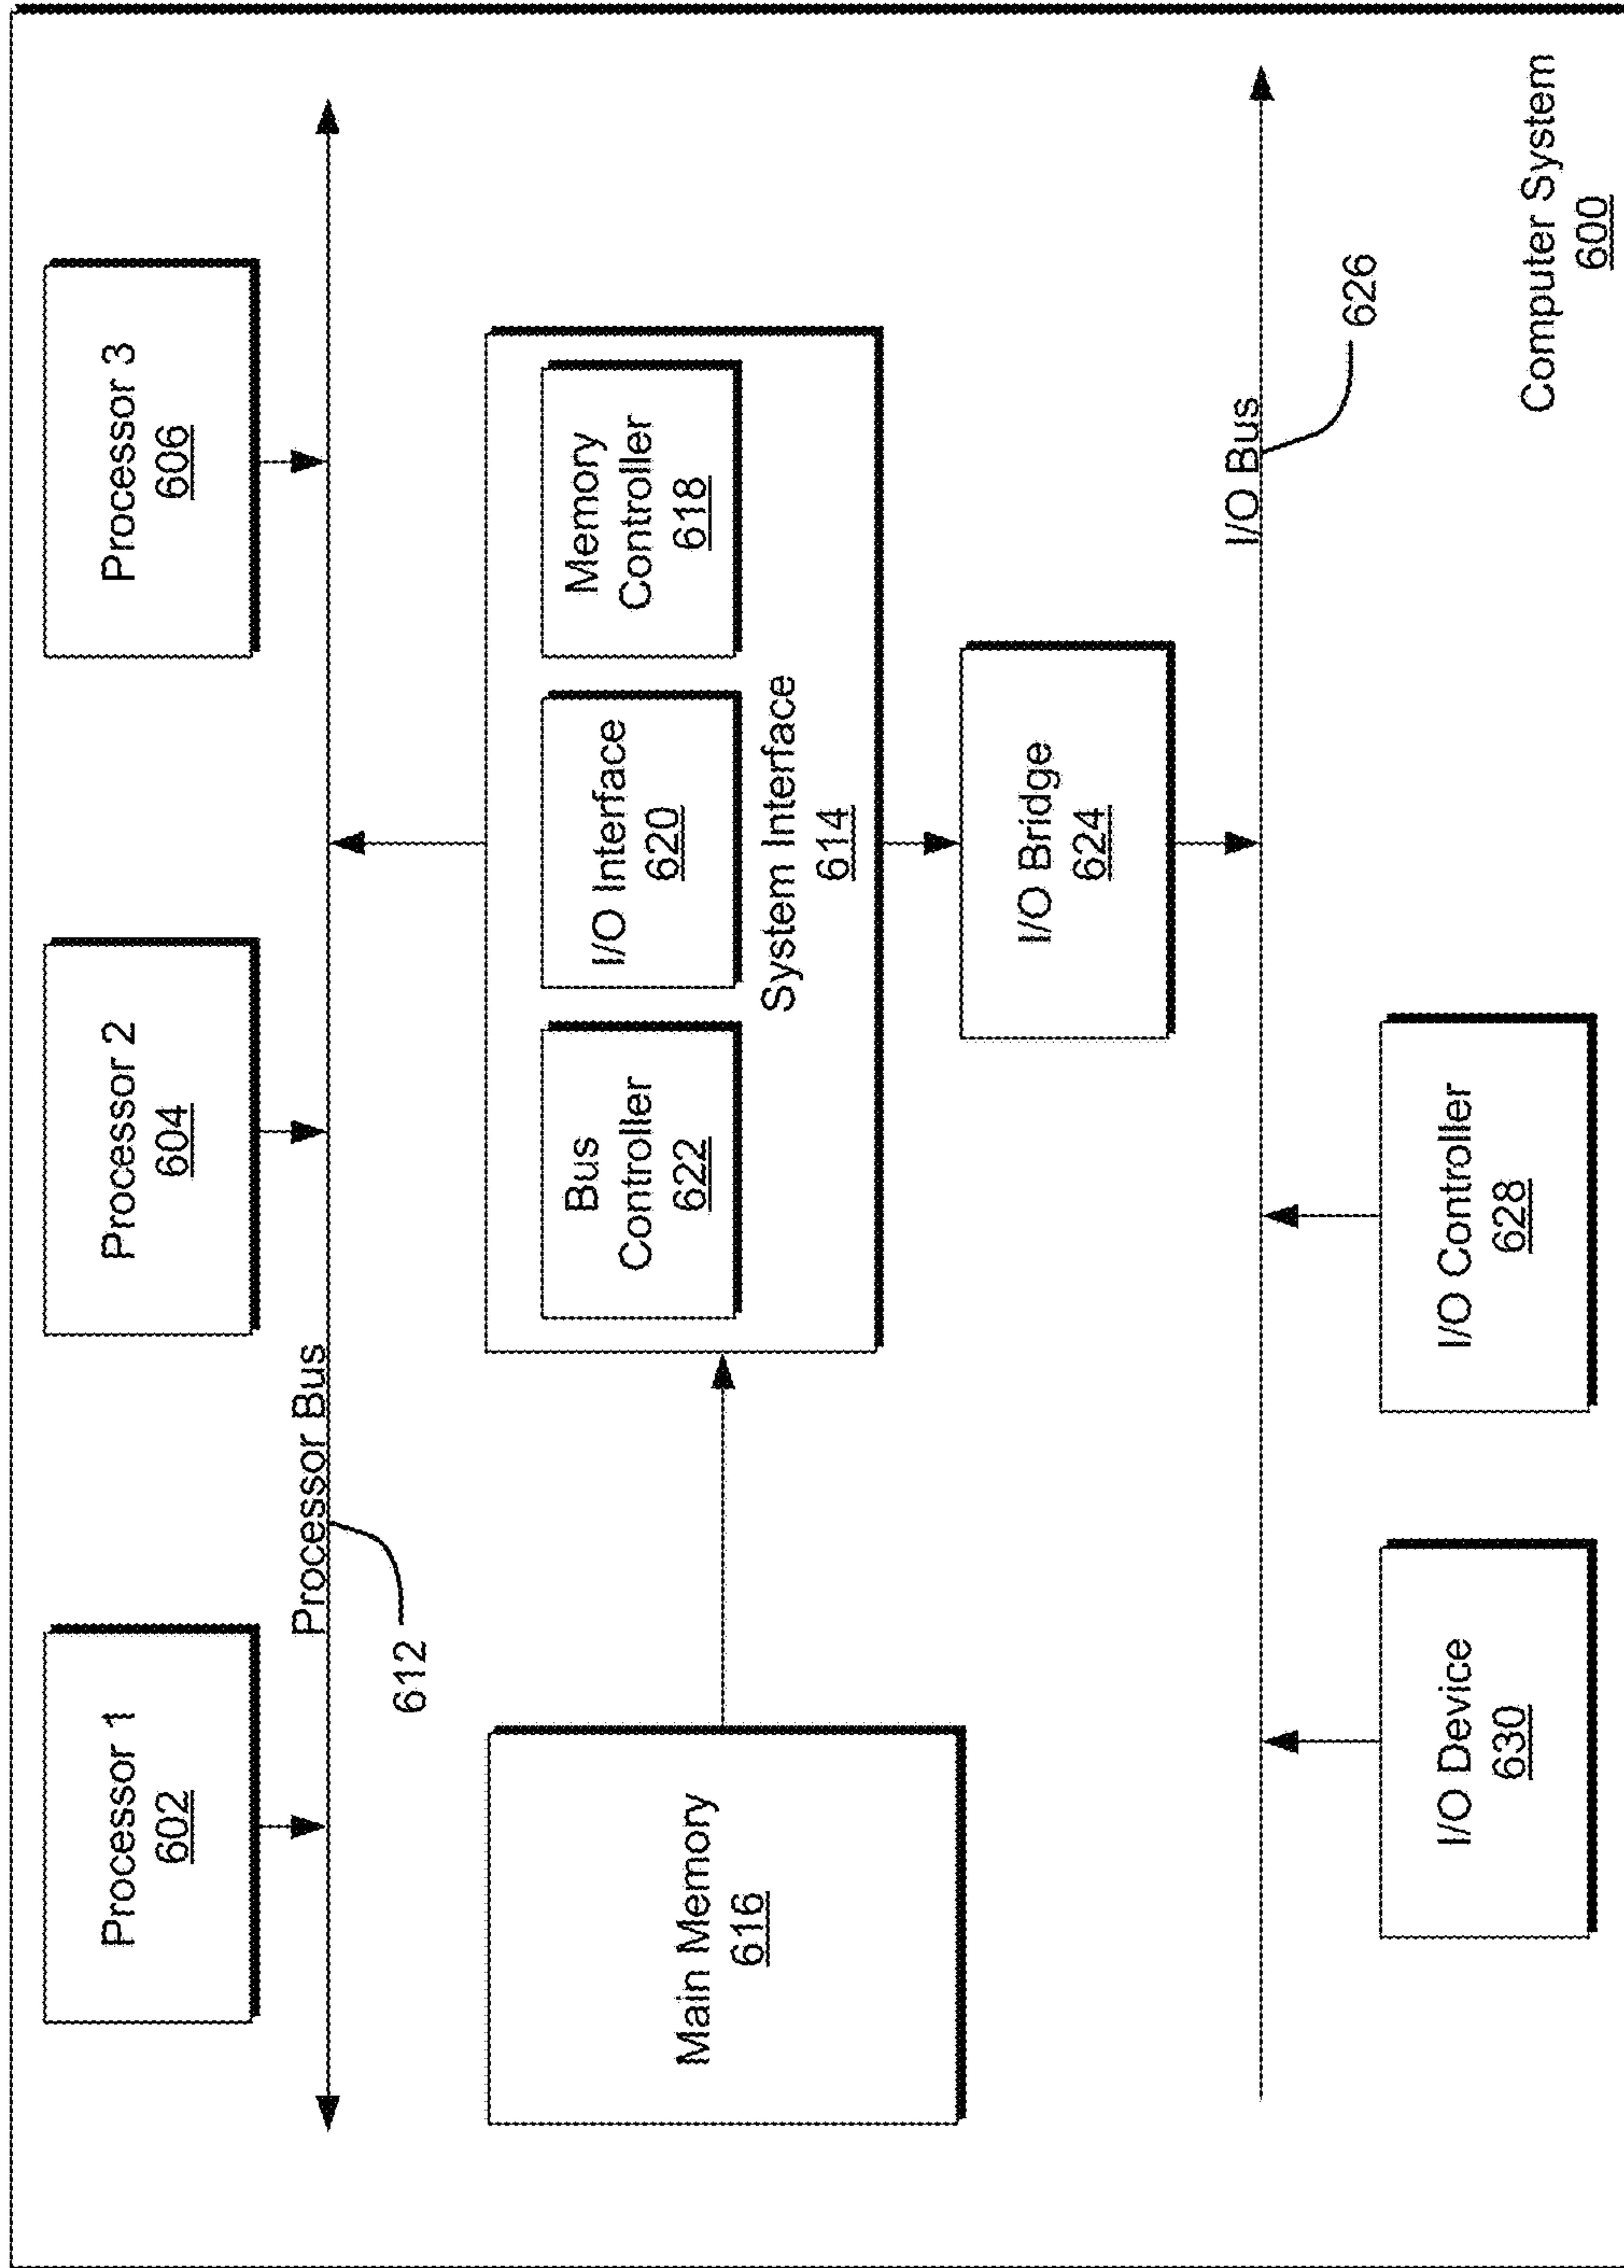 Processor 1
602
Processor 2
604
Processor 3
606
Processor Bus
612
Main Memory
616
Bus
Controller
622
I/O Interface
620
Memory
Controller
618
System Interface
614
I/O Bridge
624
I/O Bus
626
I/O Device
630
I/O Controller
628
Computer System
600